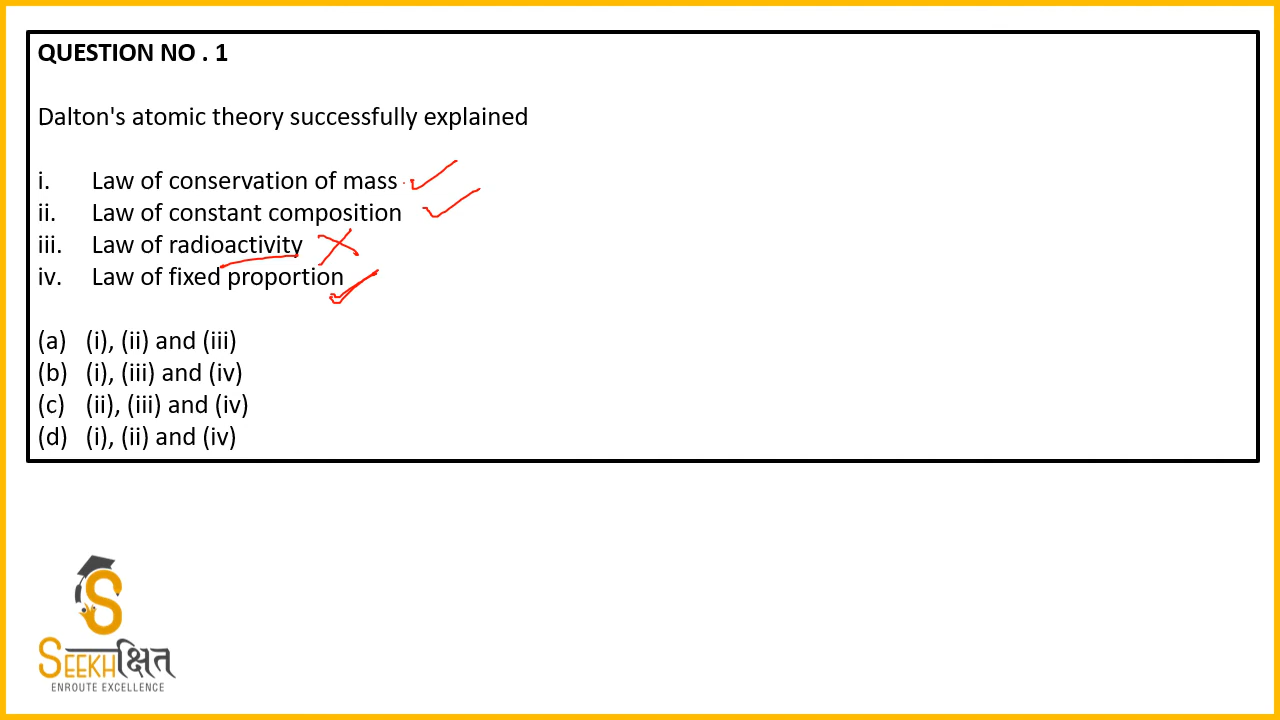 QUESTION NO . 1
Dalton's atomic theory successfully explained
i. Law of conservation of mass
ii. Law of constant composition
iii. Law of radioactivity
iv. Law of fixed proportion
(a) (i), (ii) and (iii)
(b) (i), (iii) and (iv)
(c) (ii), (iii) and (iv)
(d) (i), (ii) and (iv)
S
SEEKHक्षित
ENROUTE EXCELLENCE